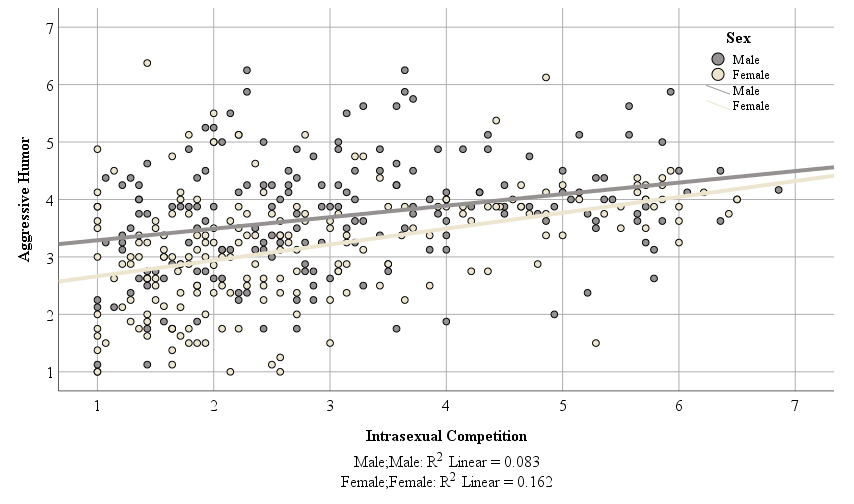 7
6
5
4
3
2
1
Aggressive Humor
Sex
Male
Female
Male
Female
1 2 3 4 5 6 7
Intrasexual Competition
Male;Male: R² Linear = 0.083
Female;Female: R² Linear = 0.162